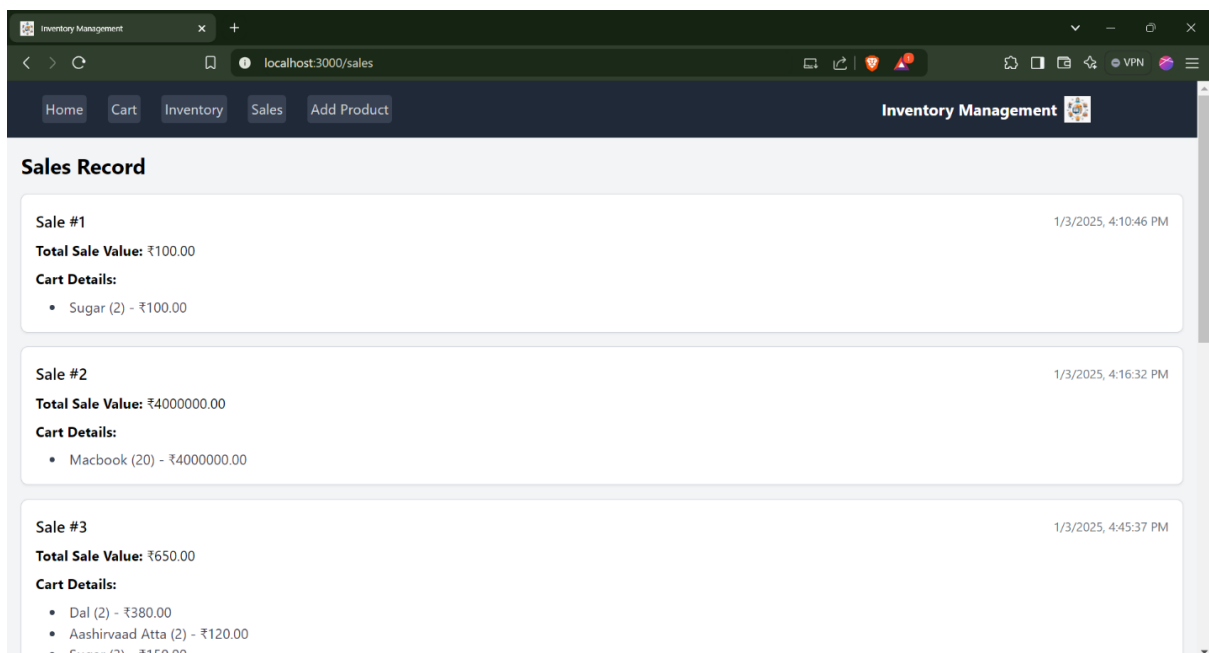 Inventory Management
localhost:3000/sales
VPN
Home Cart Inventory Sales Add Product Inventory Management
Sales Record
Sale #1 1/3/2025, 4:10:46 PM
Total Sale Value: ₹100.00
Cart Details:
• Sugar (2) - ₹100.00
Sale #2 1/3/2025, 4:16:32 PM
Total Sale Value: ₹4000000.00
Cart Details:
• Macbook (20) - ₹4000000.00
Sale #3 1/3/2025, 4:45:37 PM
Total Sale Value: ₹650.00
Cart Details:
• Dal (2) - ₹380.00
• Aashirvaad Atta (2) - ₹120.00